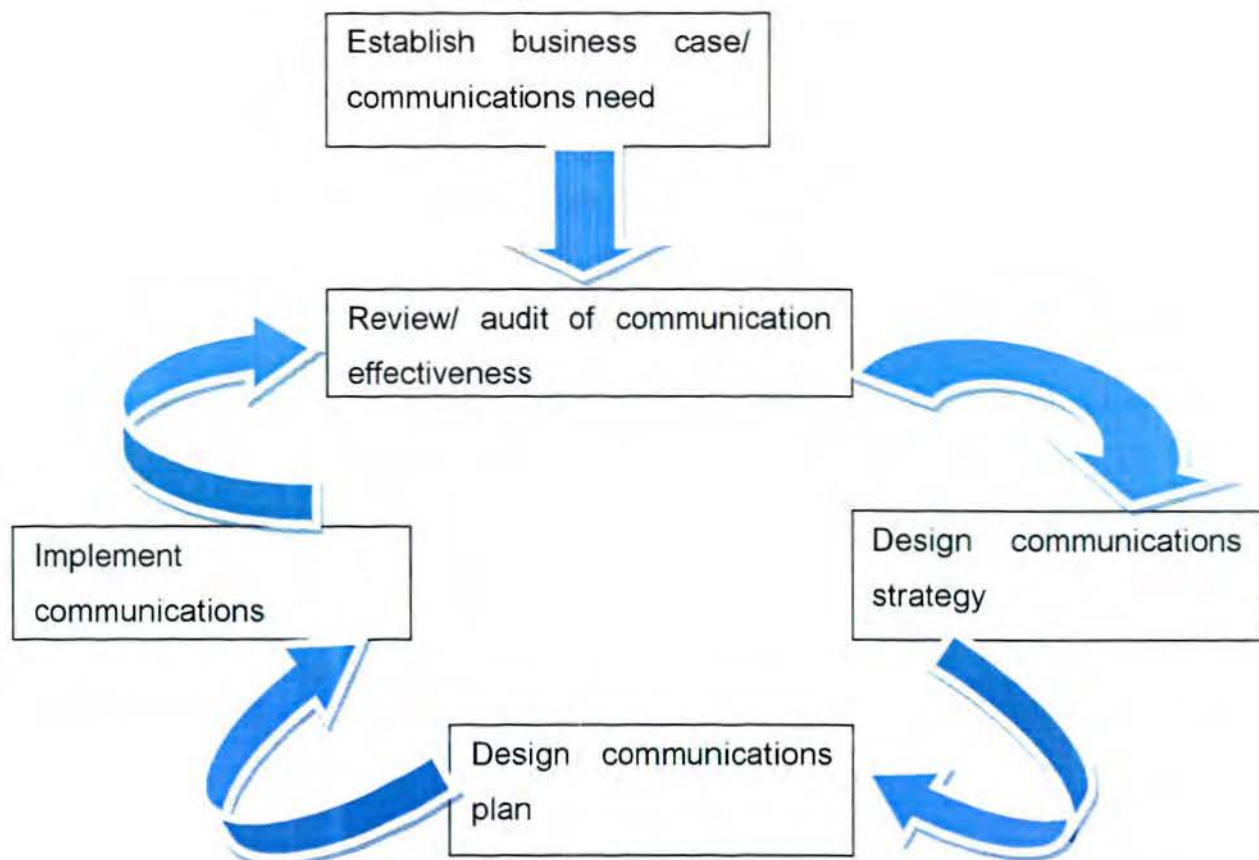 Establish business case/
communications need
Review/ audit of communication
effectiveness
Implement
communications
Design communications
strategy
Design communications
plan